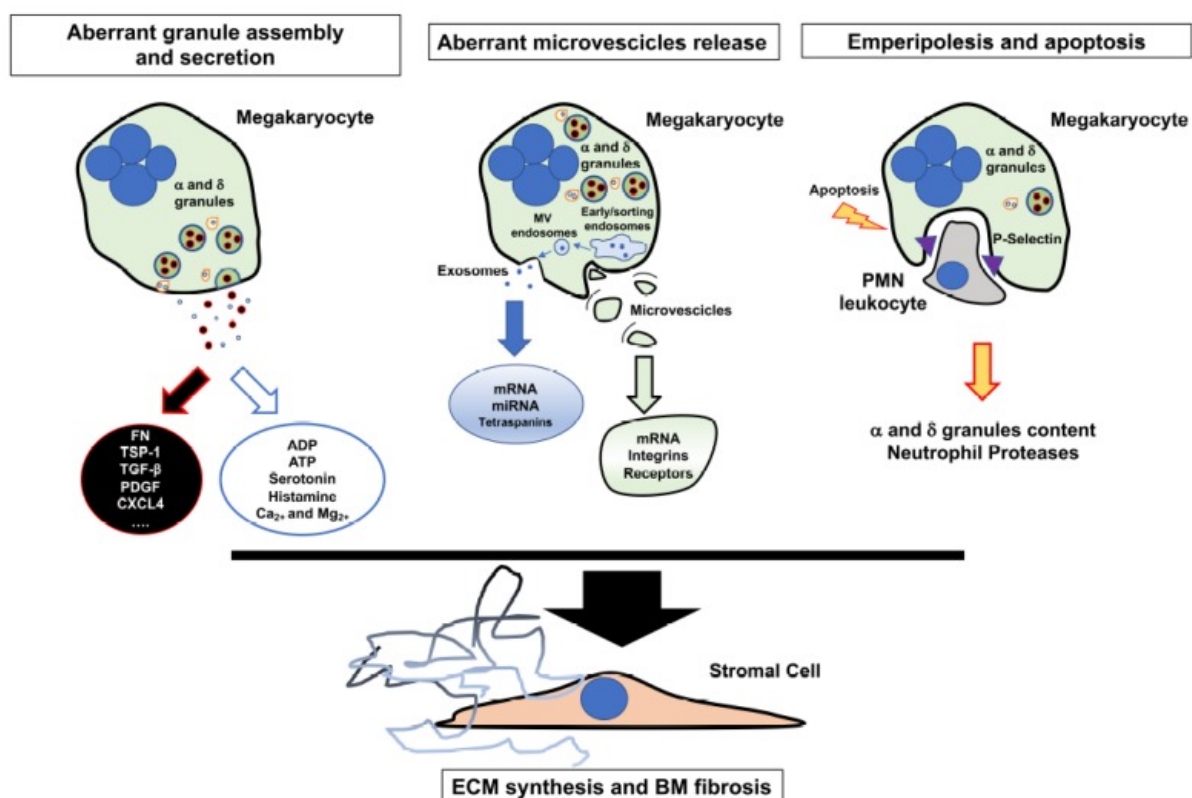 Aberrant granule assembly
and secretion
Megakaryocyte
α and δ
granules
FN
TSP-1
TGF-β
PDGF
CXCL4
....
ADP
ATP
Serotonin
Histamine
Ca2+ and Mg2+
Aberrant microvescicles release
Megakaryocyte
α and δ
granules
MV
endosomes
Early/sorting
endosomes
Exosomes
Microvescicles
mRNA
miRNA
Tetraspanins
mRNA
Integrins
Receptors
Emperipolesis and apoptosis
Megakaryocyte
α and δ
granules
Apoptosis
P-Selectin
PMN
leukocyte
α and δ granules content
Neutrophil Proteases
Stromal Cell
ECM synthesis and BM fibrosis